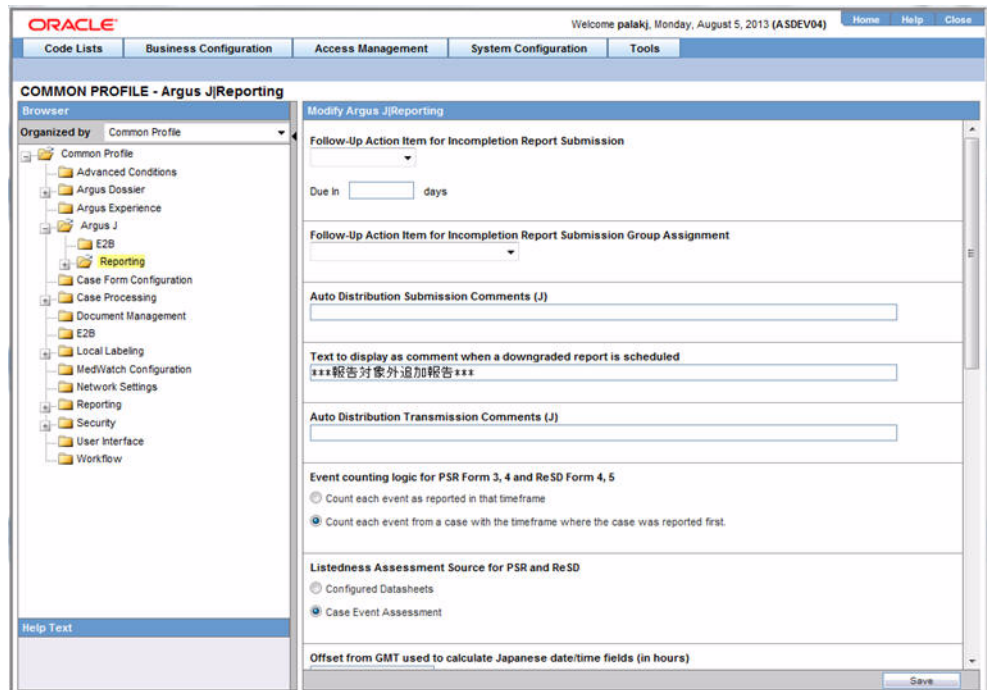 ORACLE
Welcome palakj, Monday, August 5, 2013 (ASDEV04)
Home Help Close
Code Lists Business Configuration Access Management System Configuration Tools
COMMON PROFILE - Argus J|Reporting
Browser
Organized by Common Profile
Common Profile
Advanced Conditions
Argus Dossier
Argus Experience
Argus J
E2B
Reporting
Case Form Configuration
Case Processing
Document Management
E2B
Local Labeling
MedWatch Configuration
Network Settings
Reporting
Security
User Interface
Workflow
Help Text
Modify Argus J|Reporting
Follow-Up Action Item for Incompletion Report Submission
Due in days
Follow-Up Action Item for Incompletion Report Submission Group Assignment
Auto Distribution Submission Comments (J)
Text to display as comment when a downgraded report is scheduled
***報告対象外追加報告***
Auto Distribution Transmission Comments (J)
Event counting logic for PSR Form 3, 4 and ReSD Form 4, 5
Count each event as reported in that timeframe
Count each event from a case with the timeframe where the case was reported first.
Listedness Assessment Source for PSR and ReSD
Configured Datasheets
Case Event Assessment
Offset from GMT used to calculate Japanese date/time fields (in hours)
Save